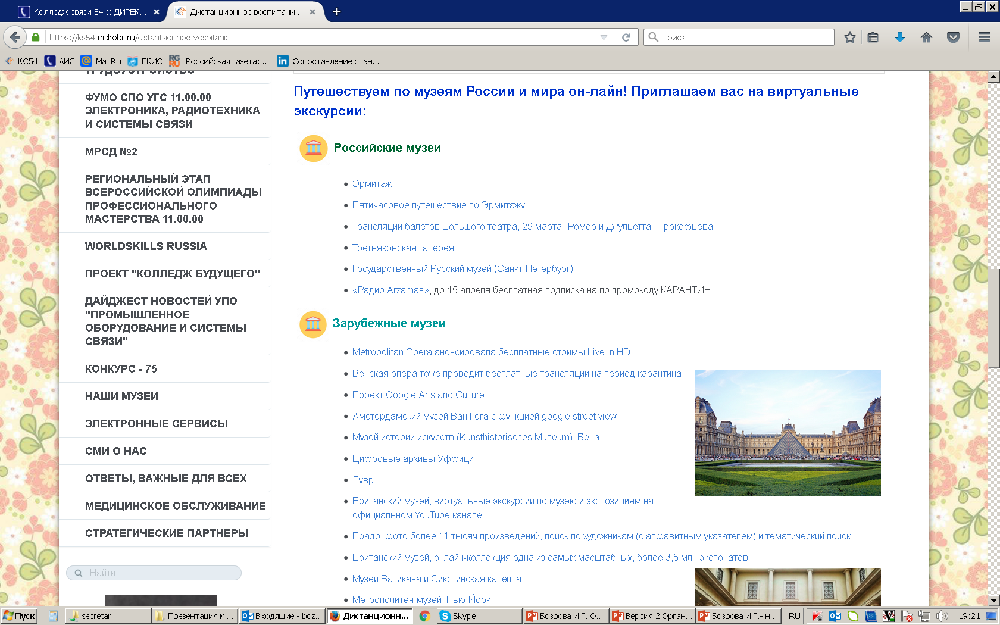 Колледж связи 54 :: ДИРЕК...
Дистанционное воспитани...
https://ks54.mskobr.ru/distantsionnoe-vospitanie
Поиск
КС54
АИС
Mail.Ru
ЕКИС
Российская газета: ...
Сопоставление стан...
ТРУДОУСТРОЙСТВО
ФУМО СПО УГС 11.00.00
ЭЛЕКТРОНИКА, РАДИОТЕХНИКА
И СИСТЕМЫ СВЯЗИ
МРСД №2
РЕГИОНАЛЬНЫЙ ЭТАП
ВСЕРОССИЙСКОЙ ОЛИМПИАДЫ
ПРОФЕССИОНАЛЬНОГО
МАСТЕРСТВА 11.00.00
WORLDSKILLS RUSSIA
ПРОЕКТ "КОЛЛЕДЖ БУДУЩЕГО"
ДАЙДЖЕСТ НОВОСТЕЙ УПО
"ПРОМЫШЛЕННОЕ
ОБОРУДОВАНИЕ И СИСТЕМЫ
СВЯЗИ"
КОНКУРС - 75
НАШИ МУЗЕИ
ЭЛЕКТРОННЫЕ СЕРВИСЫ
СМИ О НАС
ОТВЕТЫ, ВАЖНЫЕ ДЛЯ ВСЕХ
МЕДИЦИНСКОЕ ОБСЛУЖИВАНИЕ
СТРАТЕГИЧЕСКИЕ ПАРТНЕРЫ
Найти
Путешествуем по музеям России и мира он-лайн! Приглашаем вас на виртуальные
экскурсии:
Российские музеи
Эрмитаж
Пятичасовое путешествие по Эрмитажу
Трансляции балетов Большого театра, 29 марта "Ромео и Джульетта" Прокофьева
Третьяковская галерея
Государственный Русский музей (Санкт-Петербург)
«Радио Arzamas», до 15 апреля бесплатная подписка на по промокоду КАРАНТИН
Зарубежные музеи
Metropolitan Opera анонсировала бесплатные стримы Live in HD
Венская опера тоже проводит бесплатные трансляции на период карантина
Проект Google Arts and Culture
Амстердамский музей Ван Гога с функцией google street view
Музей истории искусств (Kunsthistorisches Museum), Вена
Цифровые архивы Уффици
Лувр
Британский музей, виртуальные экскурсии по музею и экспозициям на
официальном YouTube канале
Прадо, фото более 11 тысяч произведений, поиск по художникам (с алфавитным указателем) и тематический поиск
Британский музей, онлайн-коллекция одна из самых масштабных, более 3,5 млн экспонатов
Музеи Ватикана и Сикстинская капелла
Метрополитен-музей, Нью-Йорк
Пуск
secretar
Презентация к ...
Входящие - boz...
Дистанционн...
Skype
Бозрова И.Г. О...
Версия 2 Орган...
Бозрова И.Г.- н...
RU
19:21